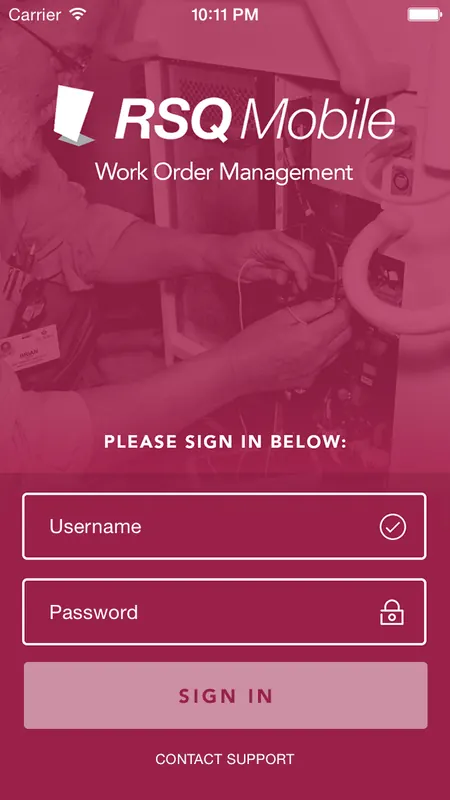 Carrier 10:11 PM
RSQ Mobile
Work Order Management
BRIAN
PLEASE SIGN IN BELOW:
Username
Password
SIGN IN
CONTACT SUPPORT